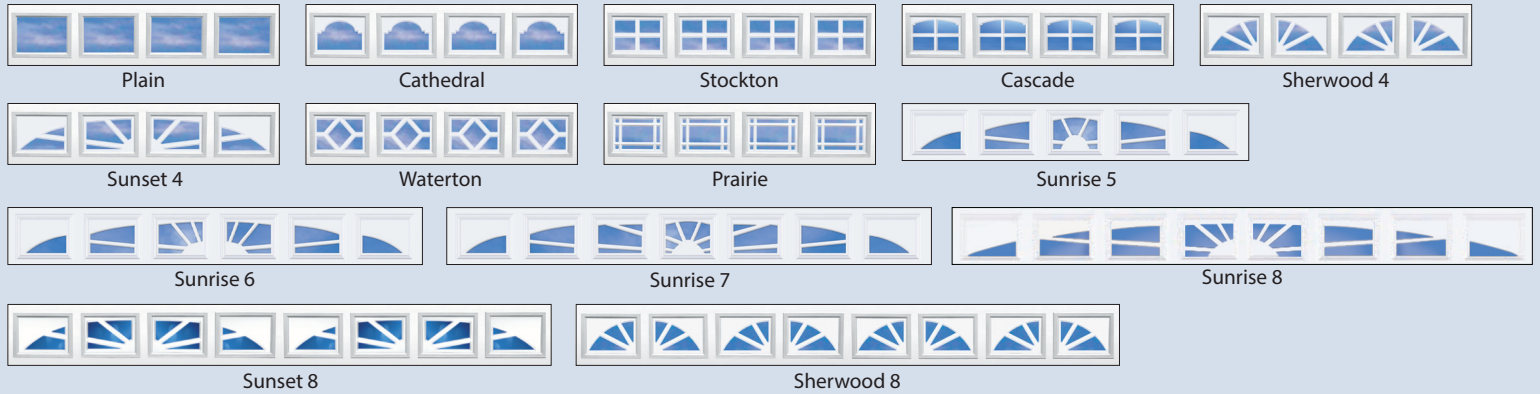 Plain
Cathedral
Stockton
Cascade
Sherwood 4
Sunset 4
Waterton
Prairie
Sunrise 5
Sunrise 6
Sunrise 7
Sunrise 8
Sunset 8
Sherwood 8